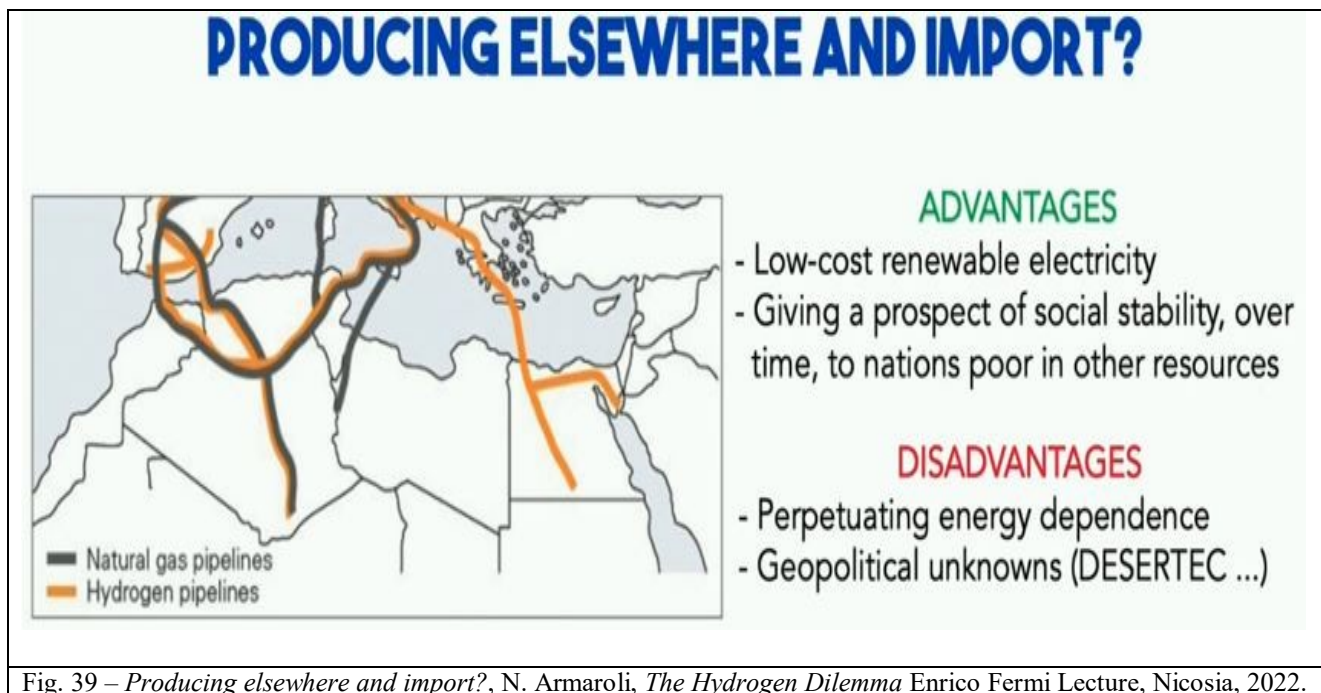 PRODUCING ELSEWHERE AND IMPORT?
ADVANTAGES
- Low-cost renewable electricity
- Giving a prospect of social stability, over
time, to nations poor in other resources
DISADVANTAGES
- Perpetuating energy dependence
- Geopolitical unknowns (DESERTEC ...)
Natural gas pipelines
Hydrogen pipelines
Fig. 39 – Producing elsewhere and import?, N. Armaroli, The Hydrogen Dilemma Enrico Fermi Lecture, Nicosia, 2022.